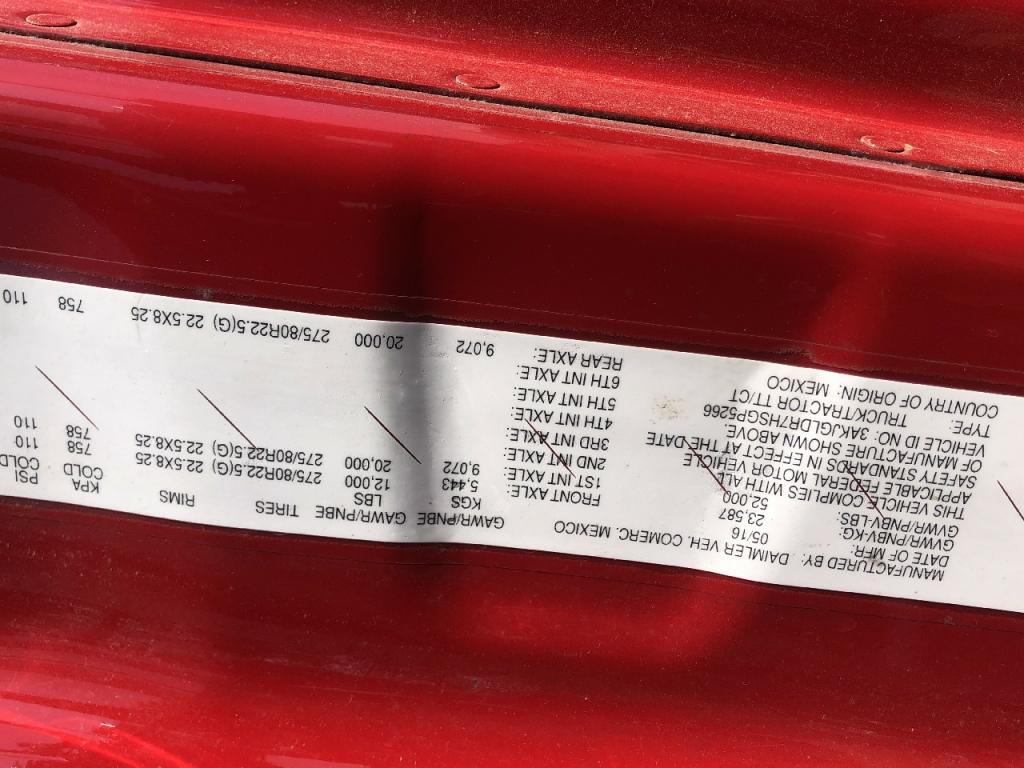 MANUFACTURED BY: DAIMLER VEH. COMERC. MEXICO
DATE OF MFR: 05/16
GVWR/PNBV-KG: 23,587
GVWR/PNBV-LBS: 52,000
THIS VEHICLE COMPLIES WITH ALL
APPLICABLE FEDERAL MOTOR VEHICLE
SAFETY STANDARDS IN EFFECT AT THE DATE
OF MANUFACTURE SHOWN ABOVE
VEHICLE ID NO: 3AKJGLDR7HSGP5266
TYPE: TRUCK/TRACTOR TT/CT
COUNTRY OF ORIGIN: MEXICO
GAWR/PNBE GAWR/PNBE TIRES RIMS KPA PSI
KGS LBS COLD COLD
FRONT AXLE: 5,443 12,000 275/80R22.5(G) 22.5X8.25 758 110
1ST INT AXLE: 9,072 20,000 275/80R22.5(G) 22.5X8.25 758 110
2ND INT AXLE:
3RD INT AXLE:
4TH INT AXLE:
5TH INT AXLE:
6TH INT AXLE:
REAR AXLE: 9,072 20,000 275/80R22.5(G) 22.5X8.25 758 110